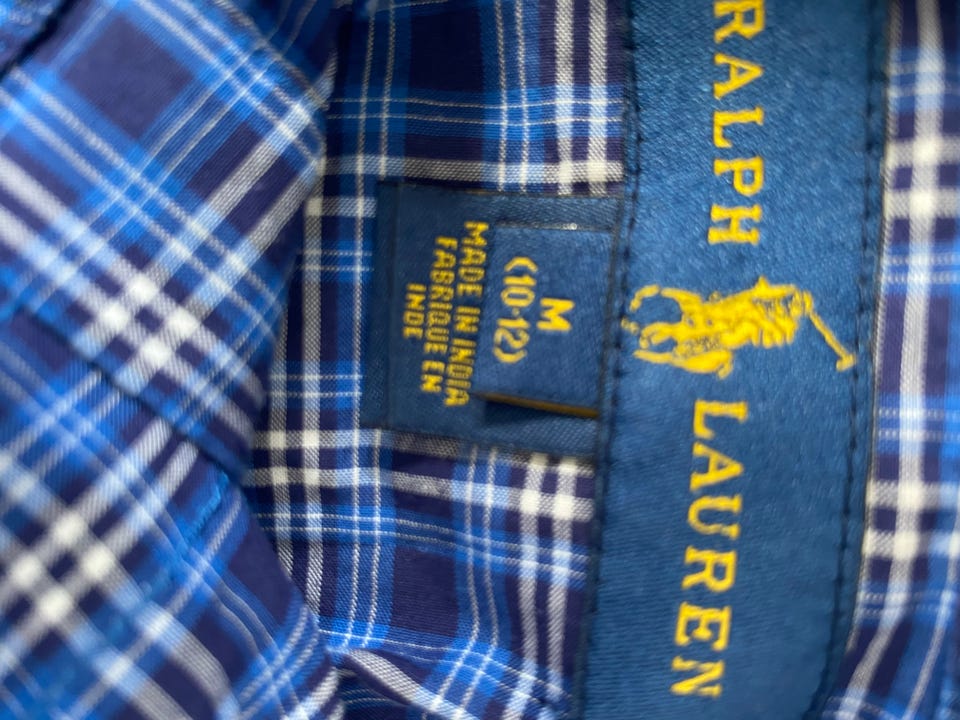 RALPH LAUREN
M
(10-12)
MADE IN INDIA
FABRIQUE EN
INDE